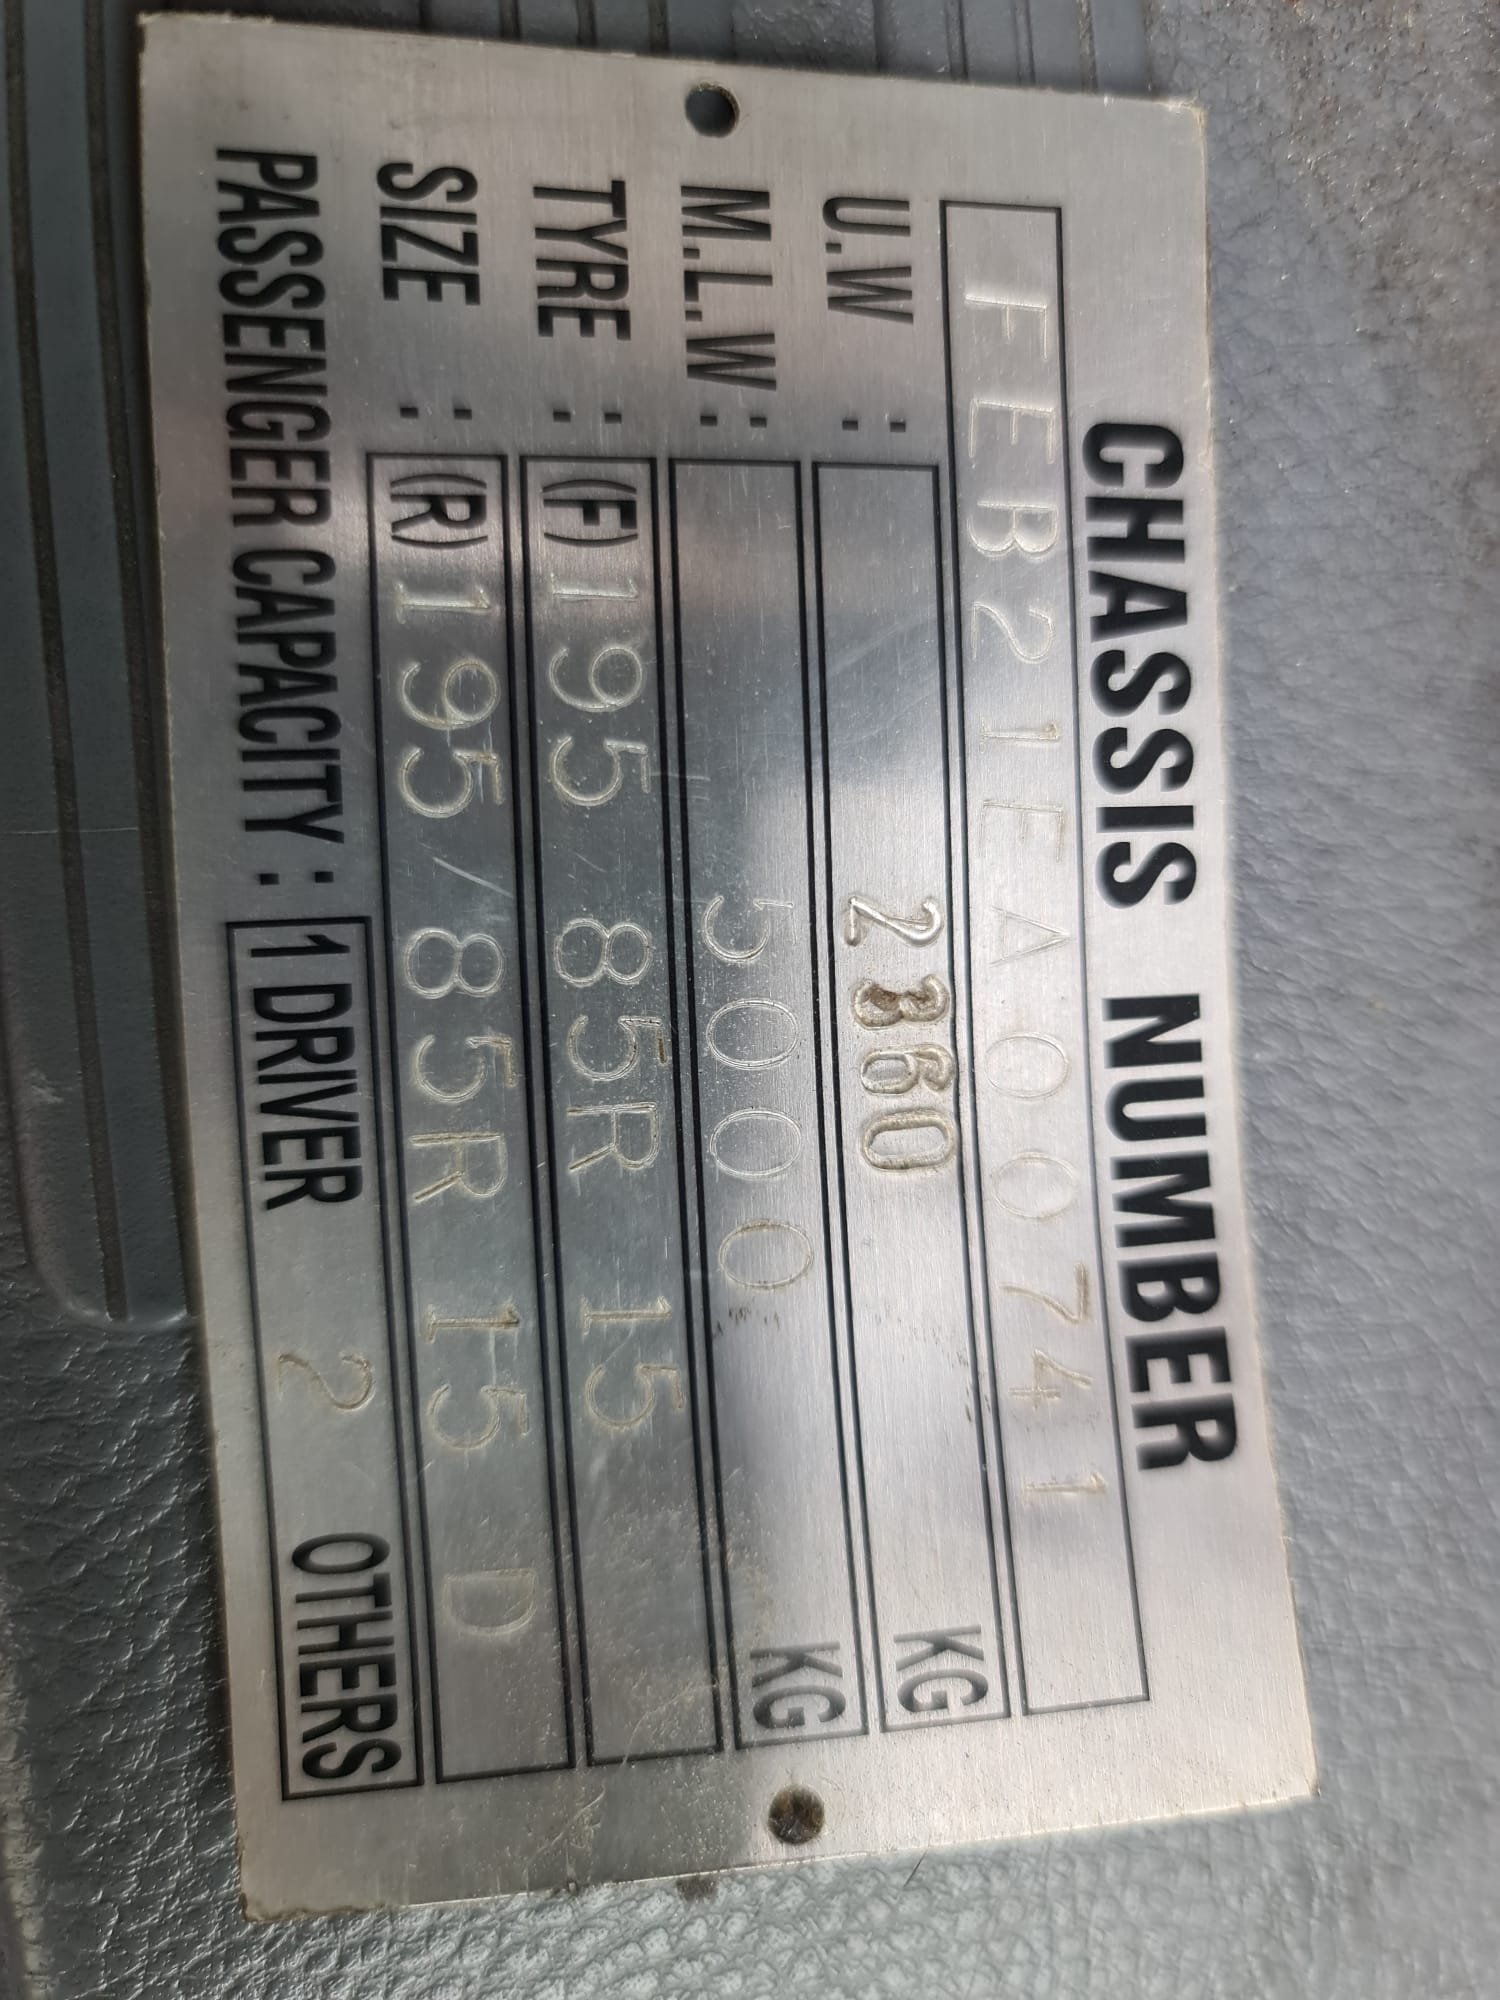 CHASSIS NUMBER
FEB21EA00741
U.W : 2360 KG
M.L.W : 5000 KG
TYRE : (F) 195 85R 15
SIZE : (R) 195/85R 15 D
PASSENGER CAPACITY : 1 DRIVER 2 OTHERS